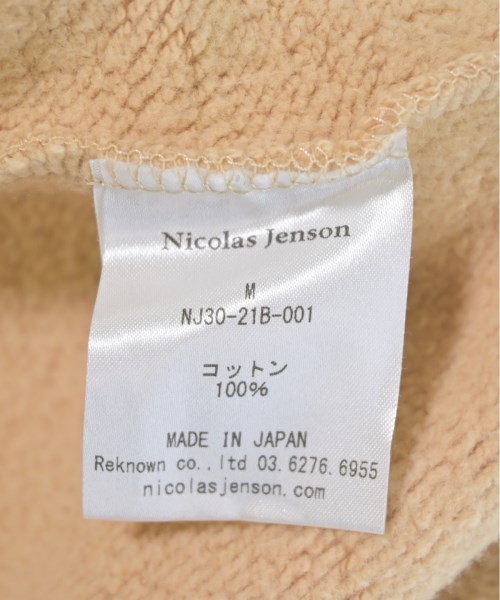 Nicolas Jenson
M
NJ30-21B-001
コットン
100%
MADE IN JAPAN
Reknown co.,ltd 03.6276.6955
nicolasjenson.com